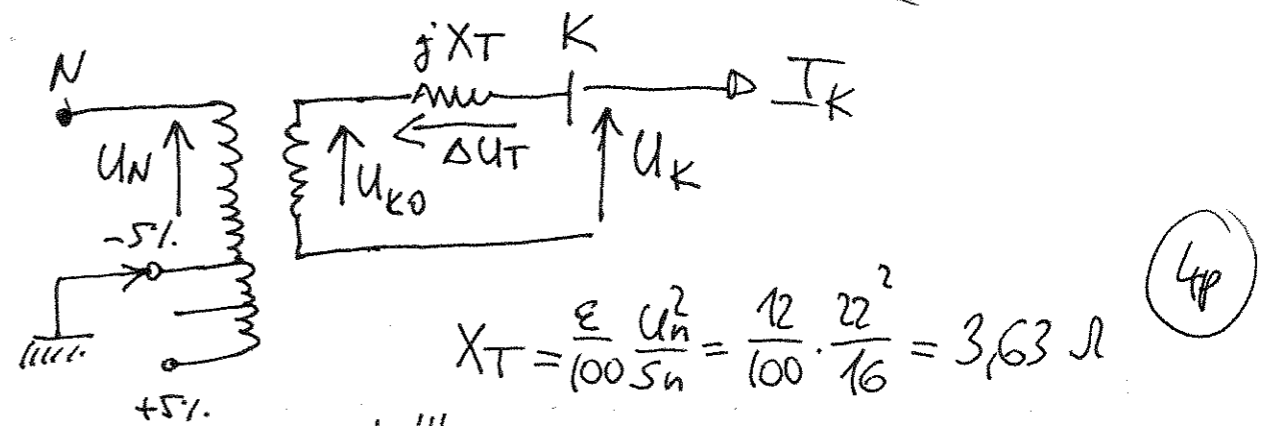 jXT K
N IK
UN UK0 ΔUT UK
-5%.
4p
XT = ε/100 Un²/Sn = 12/100 · 22²/16 = 3,63 Ω
+5%.